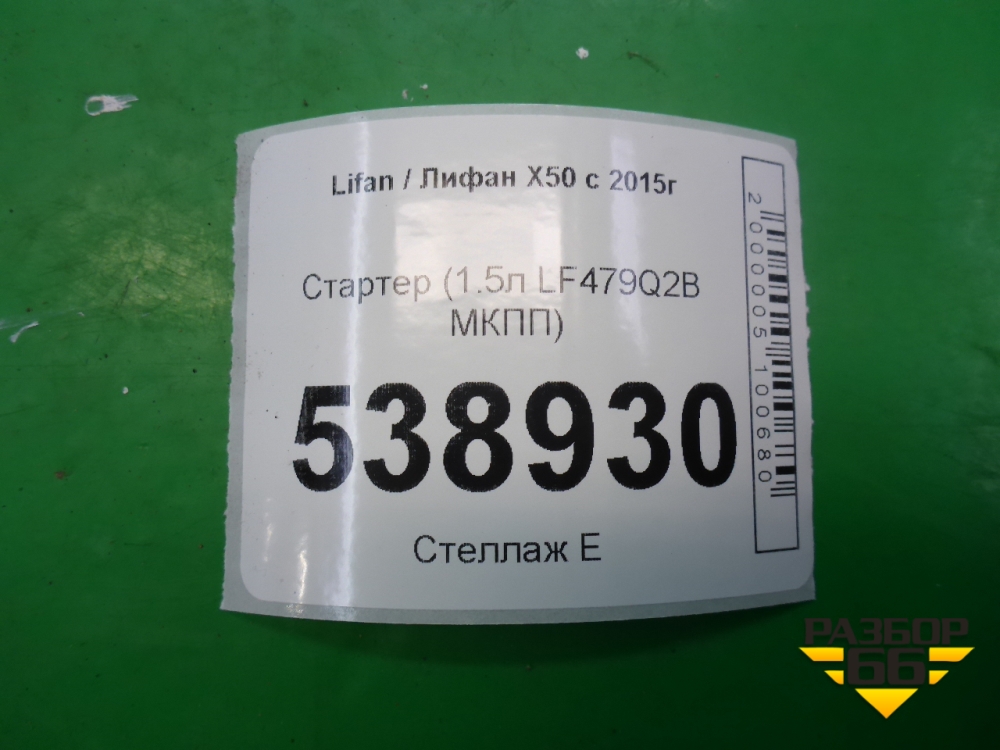 Lifan / Лифан X50 с 2015г
Стартер (1.5л LF479Q2B
МКПП)
538930
Стеллаж Е
2000005100680
РАЗБОР
66